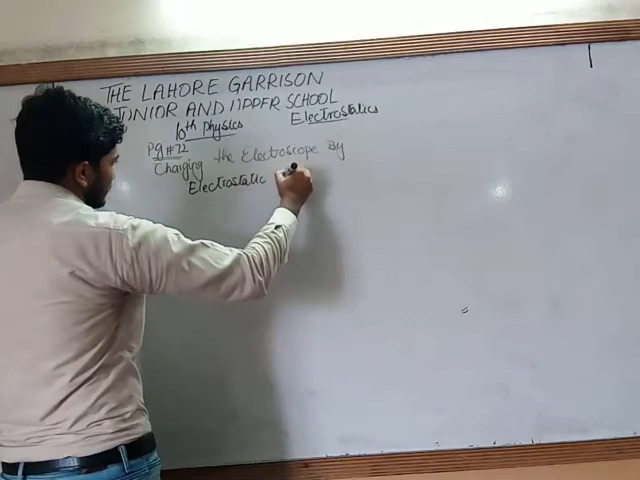 THE LAHORE GARRISON
JUNIOR AND UPPER SCHOOL
10th Physics
Electrostatics
Pg # 72
Charging the Electroscope By
Electrostatic